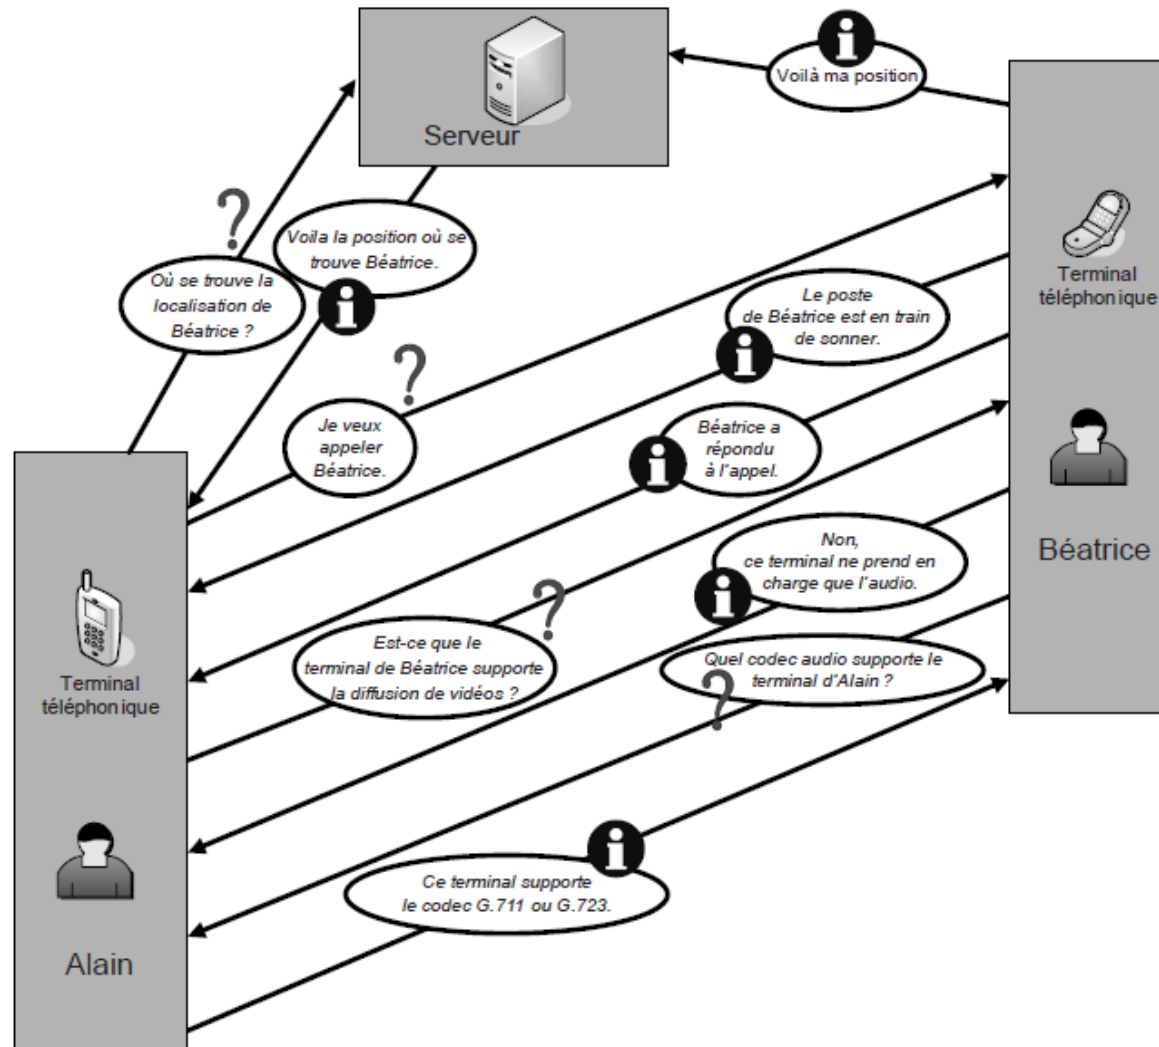 Serveur
Voilà ma position
Terminal
téléphonique
Béatrice
Où se trouve la
localisation de
Béatrice ?
Voila la position où se
trouve Béatrice.
Je veux
appeler
Béatrice.
Le poste
de Béatrice est en train
de sonner.
Béatrice a
répondu
à l'appel.
Est-ce que le
terminal de Béatrice supporte
la diffusion de vidéos ?
Non,
ce terminal ne prend en
charge que l'audio.
Quel codec audio supporte le
terminal d'Alain ?
Ce terminal supporte
le codec G.711 ou G.723.
Terminal
téléphonique
Alain